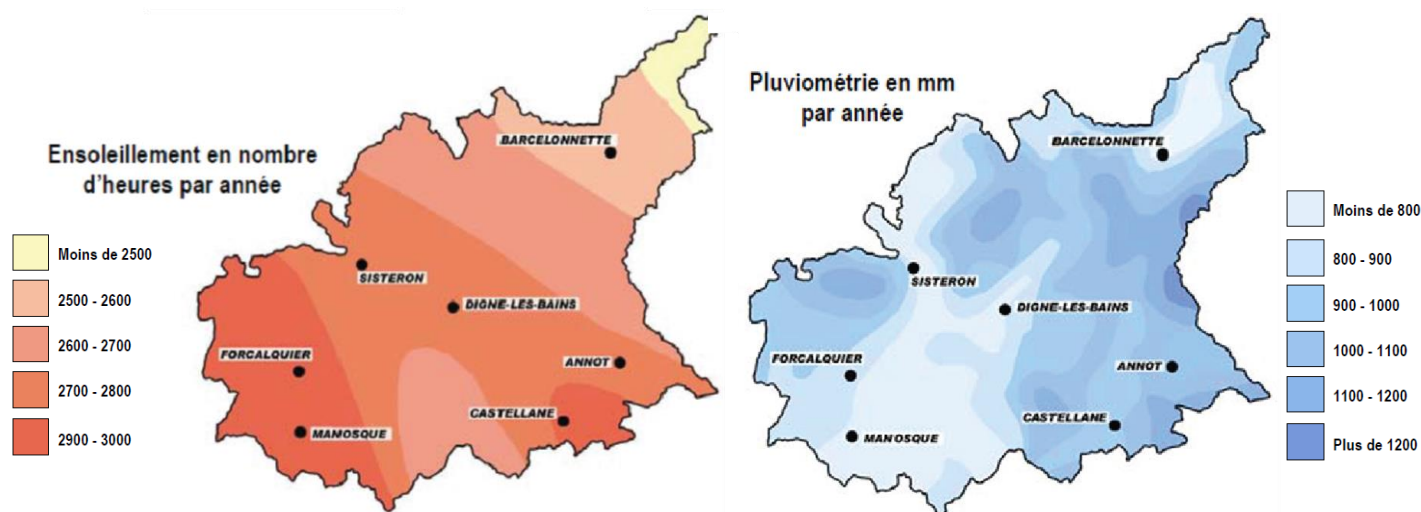 Ensoleillement en nombre
d'heures par année
Moins de 2500
2500 - 2600
2600 - 2700
2700 - 2800
2900 - 3000
BARCELONNETTE
SISTERON
DIGNE-LES-BAINS
FORCALQUIER
ANNOT
CASTELLANE
MANOSQUE
Pluviométrie en mm
par année
BARCELONNETTE
SISTERON
DIGNE-LES-BAINS
FORCALQUIER
ANNOT
CASTELLANE
MANOSQUE
Moins de 800
800 - 900
900 - 1000
1000 - 1100
1100 - 1200
Plus de 1200